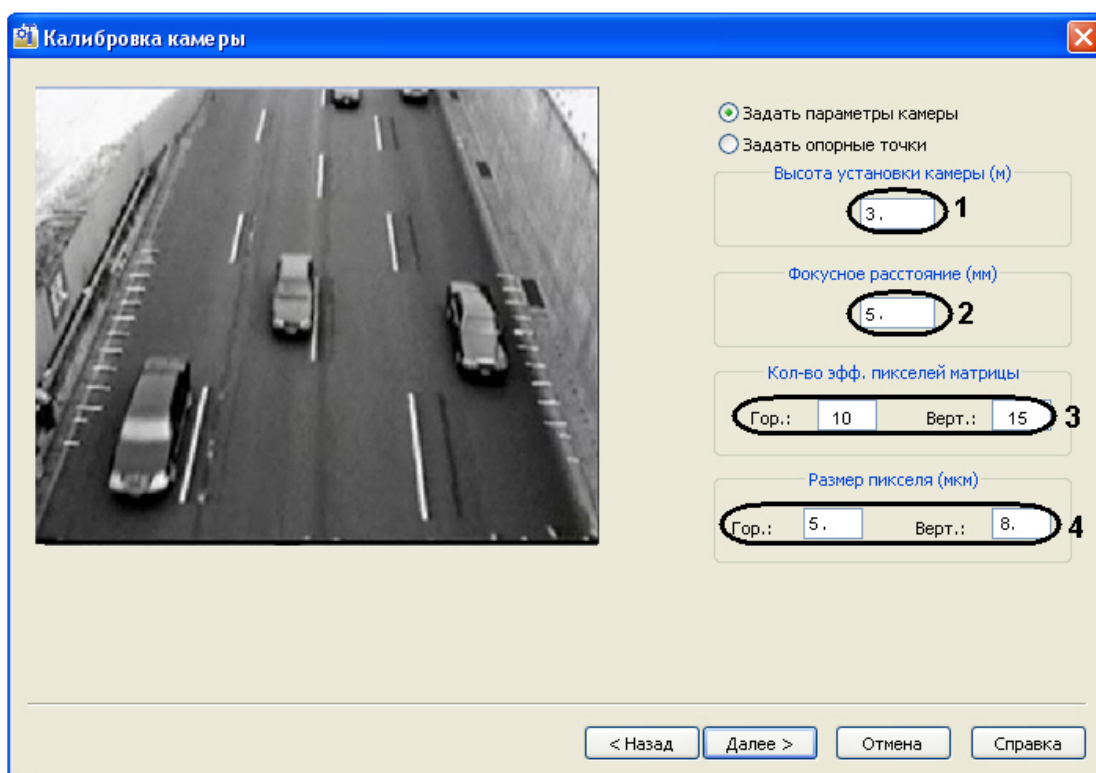 Калибровка камеры
Задать параметры камеры
Задать опорные точки
Высота установки камеры (м)
3. 1
Фокусное расстояние (мм)
5. 2
Кол-во эфф. пикселей матрицы
Гор.: 10 Верт.: 15 3
Размер пикселя (мкм)
Гор.: 5. Верт.: 8. 4
< Назад Далее > Отмена Справка